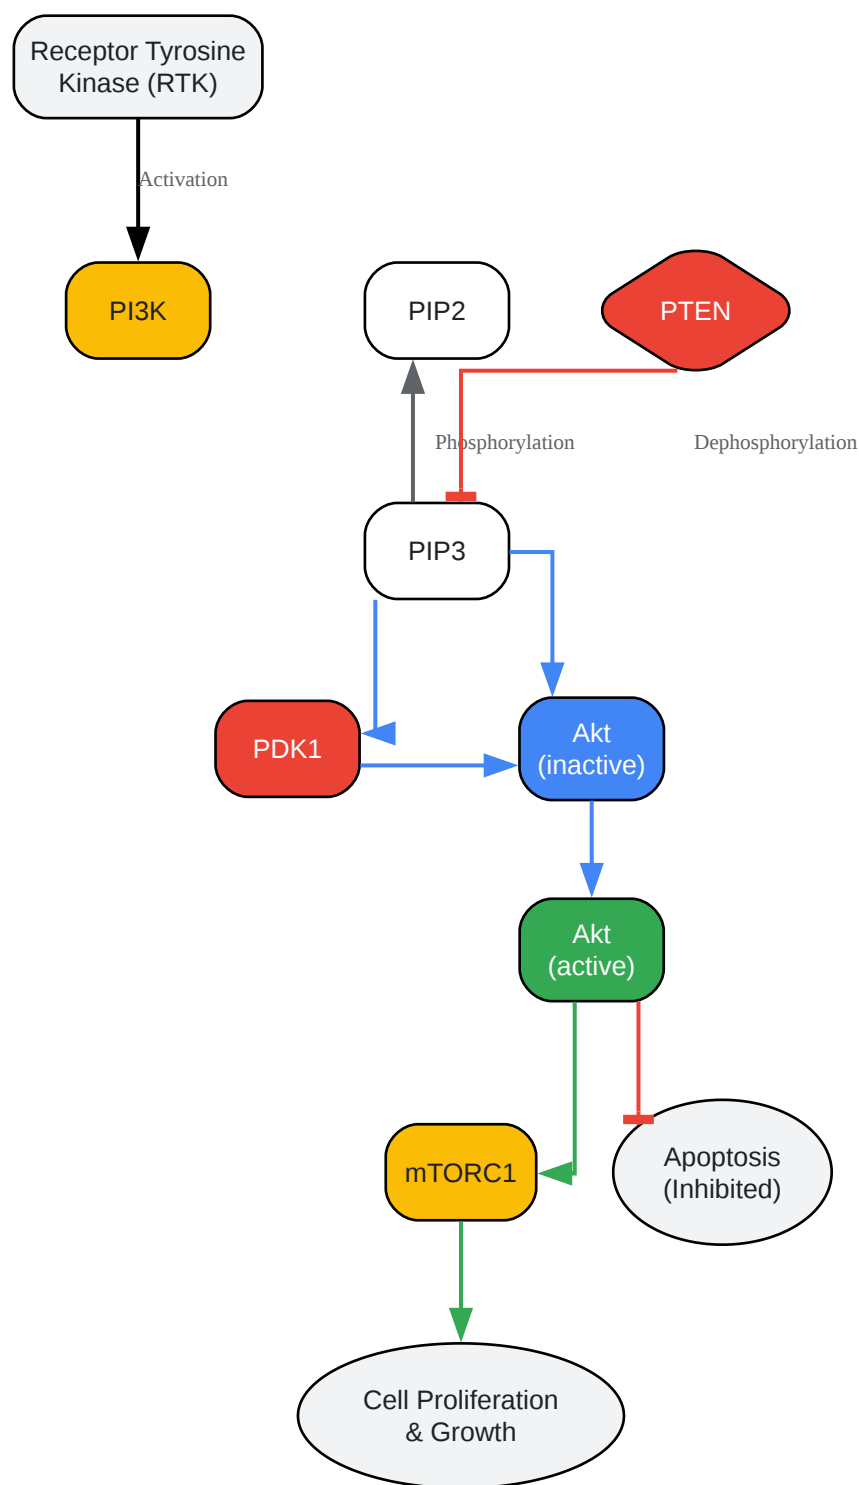 Receptor Tyrosine
Kinase (RTK)
Activation
PI3K
PIP2
PTEN
Phosphorylation
Dephosphorylation
PIP3
PDK1
Akt
(inactive)
Akt
(active)
mTORC1
Apoptosis
(Inhibited)
Cell Proliferation
& Growth